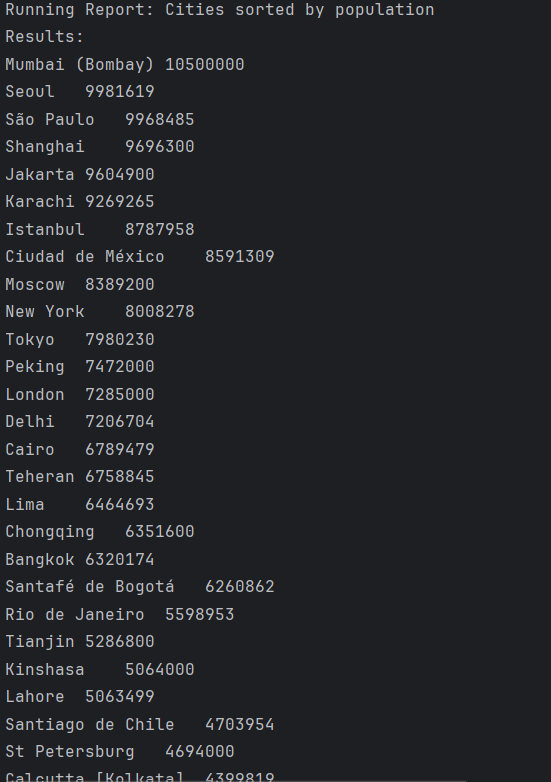 Running Report: Cities sorted by population
Results:
Mumbai (Bombay) 10500000
Seoul 9981619
São Paulo 9968485
Shanghai 9696300
Jakarta 9604900
Karachi 9269265
Istanbul 8787958
Ciudad de México 8591309
Moscow 8389200
New York 8008278
Tokyo 7980230
Peking 7472000
London 7285000
Delhi 7206704
Cairo 6789479
Teheran 6758845
Lima 6464693
Chongqing 6351600
Bangkok 6320174
Santafé de Bogotá 6260862
Rio de Janeiro 5598953
Tianjin 5286800
Kinshasa 5064000
Lahore 5063499
Santiago de Chile 4703954
St Petersburg 4694000
Calcutta [Kolkata] 4399819